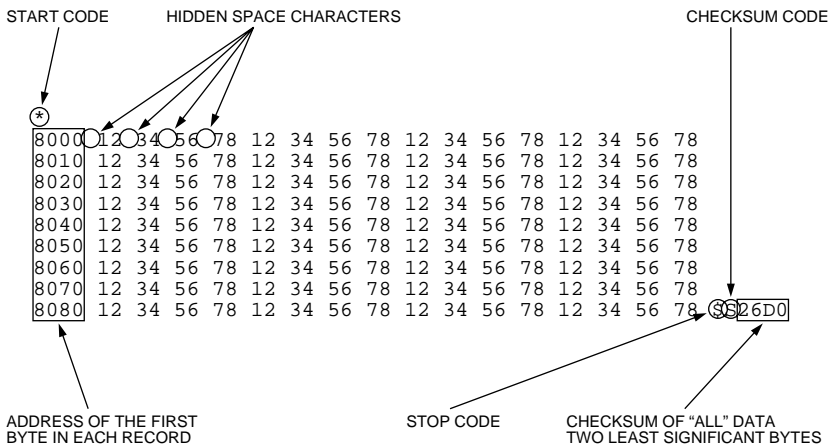 START CODE HIDDEN SPACE CHARACTERS CHECKSUM CODE
*
8000 12 34 56 78 12 34 56 78 12 34 56 78 12 34 56 78
8010 12 34 56 78 12 34 56 78 12 34 56 78 12 34 56 78
8020 12 34 56 78 12 34 56 78 12 34 56 78 12 34 56 78
8030 12 34 56 78 12 34 56 78 12 34 56 78 12 34 56 78
8040 12 34 56 78 12 34 56 78 12 34 56 78 12 34 56 78
8050 12 34 56 78 12 34 56 78 12 34 56 78 12 34 56 78
8060 12 34 56 78 12 34 56 78 12 34 56 78 12 34 56 78
8070 12 34 56 78 12 34 56 78 12 34 56 78 12 34 56 78
8080 12 34 56 78 12 34 56 78 12 34 56 78 12 34 56 78 $S26D0
ADDRESS OF THE FIRST
BYTE IN EACH RECORD
STOP CODE
CHECKSUM OF “ALL” DATA
TWO LEAST SIGNIFICANT BYTES